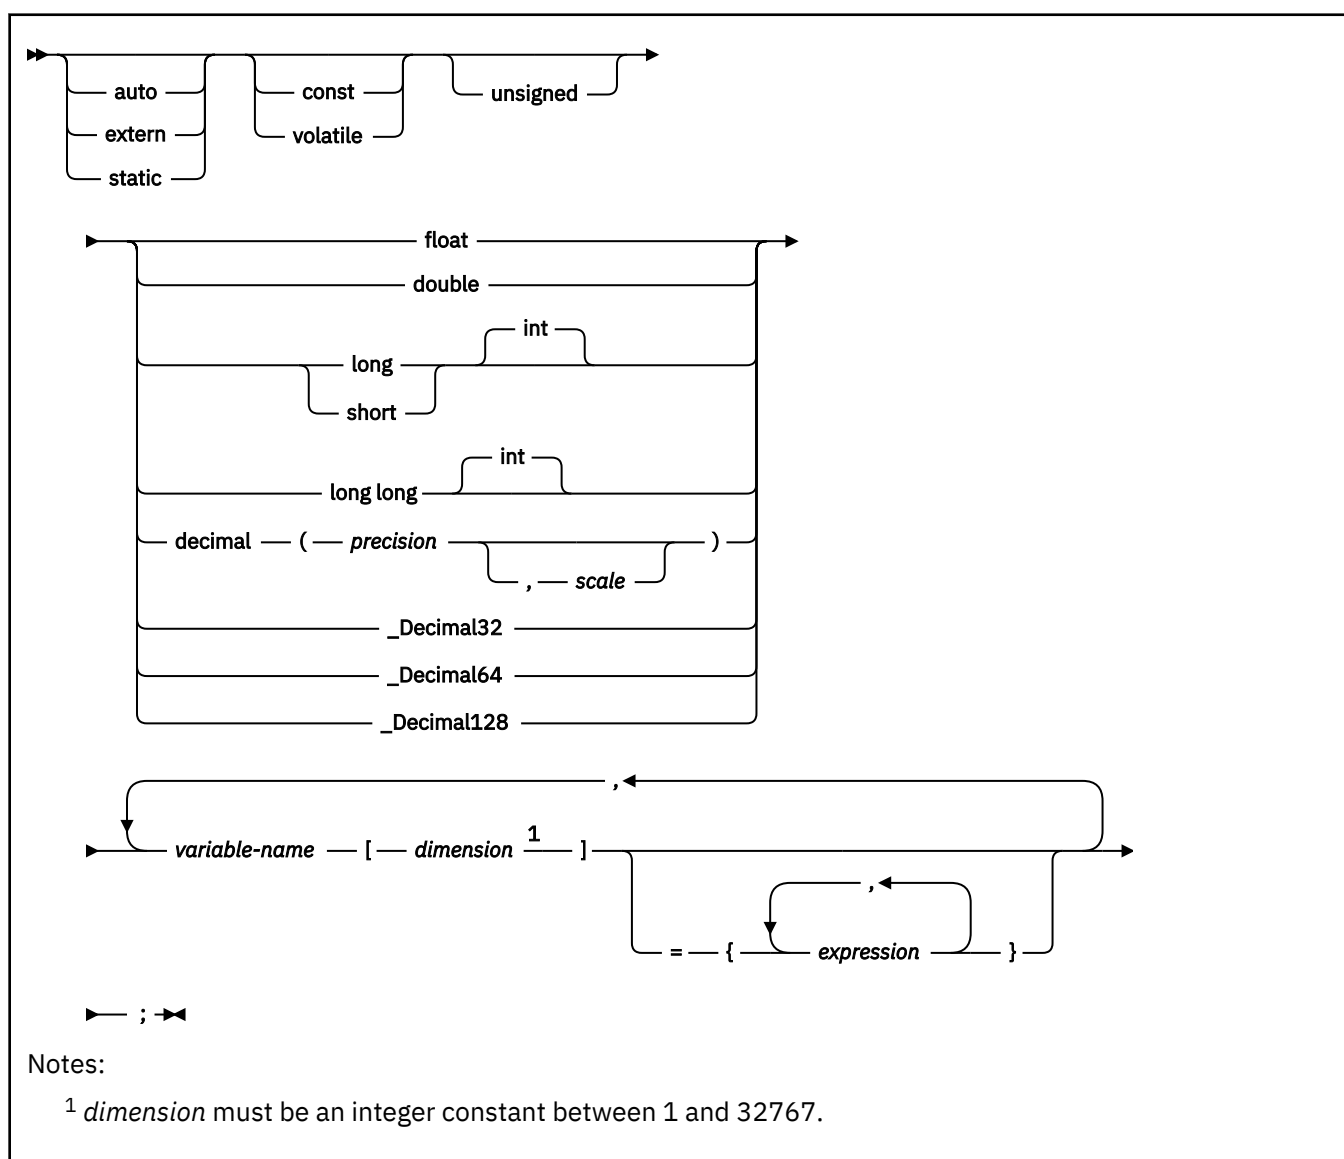 auto const unsigned
extern volatile
static
float
double
int
long
short
int
long long
decimal ( precision )
, scale
_Decimal32
_Decimal64
_Decimal128
,
variable-name [ dimension 1 ]
,
= { expression }
;
Notes:
1 dimension must be an integer constant between 1 and 32767.